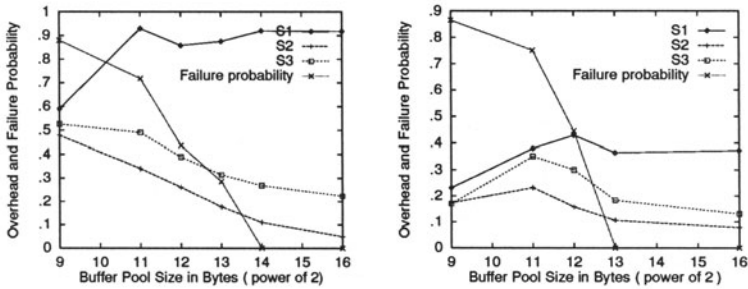 Overhead and Failure Probability
1
.9
.8
.7
.6
.5
.4
.3
.2
.1
0
S1
S2
S3
Failure probability
9 10 11 12 13 14 15 16
Buffer Pool Size in Bytes ( power of 2)
Overhead and Failure Probability
.9
.8
.7
.6
.5
.4
.3
.2
.1
0
S1
S2
S3
Failure probability
9 10 11 12 13 14 15 16
Buffer Pool Size in Bytes ( power of 2 )